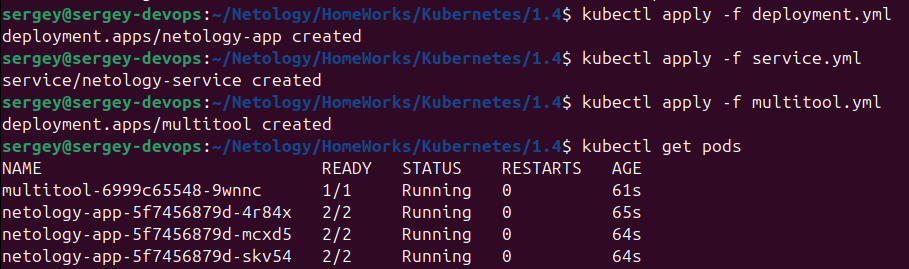 sergey@sergey-devops:~/Netology/HomeWorks/Kubernetes/1.4$ kubectl apply -f deployment.yml
deployment.apps/netology-app created
sergey@sergey-devops:~/Netology/HomeWorks/Kubernetes/1.4$ kubectl apply -f service.yml
service/netology-service created
sergey@sergey-devops:~/Netology/HomeWorks/Kubernetes/1.4$ kubectl apply -f multitool.yml
deployment.apps/multitool created
sergey@sergey-devops:~/Netology/HomeWorks/Kubernetes/1.4$ kubectl get pods
NAME READY STATUS RESTARTS AGE
multitool-6999c65548-9wnnc 1/1 Running 0 61s
netology-app-5f7456879d-4r84x 2/2 Running 0 65s
netology-app-5f7456879d-mcxd5 2/2 Running 0 64s
netology-app-5f7456879d-skv54 2/2 Running 0 64s